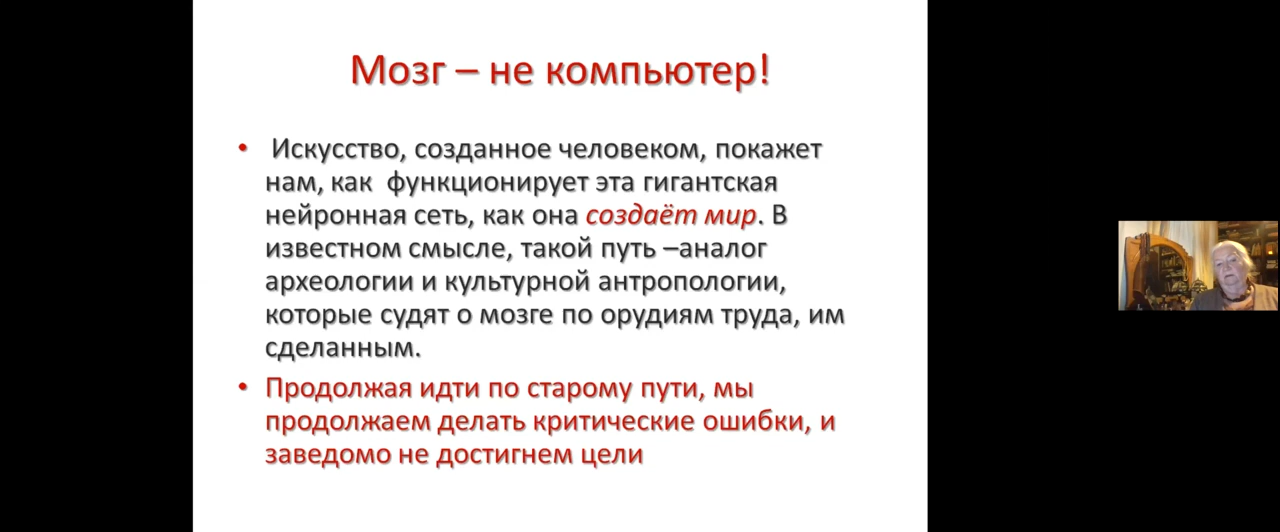 Мозг – не компьютер!
• Искусство, созданное человеком, покажет
нам, как функционирует эта гигантская
нейронная сеть, как она создаёт мир. В
известном смысле, такой путь –аналог
археологии и культурной антропологии,
которые судят о мозге по орудиям труда, им
сделанным.
• Продолжая идти по старому пути, мы
продолжаем делать критические ошибки, и
заведомо не достигнем цели